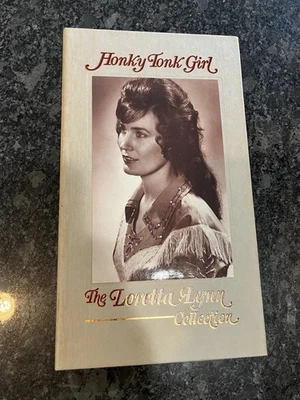 Honky Tonk Girl
The Loretta Lynn
Collection